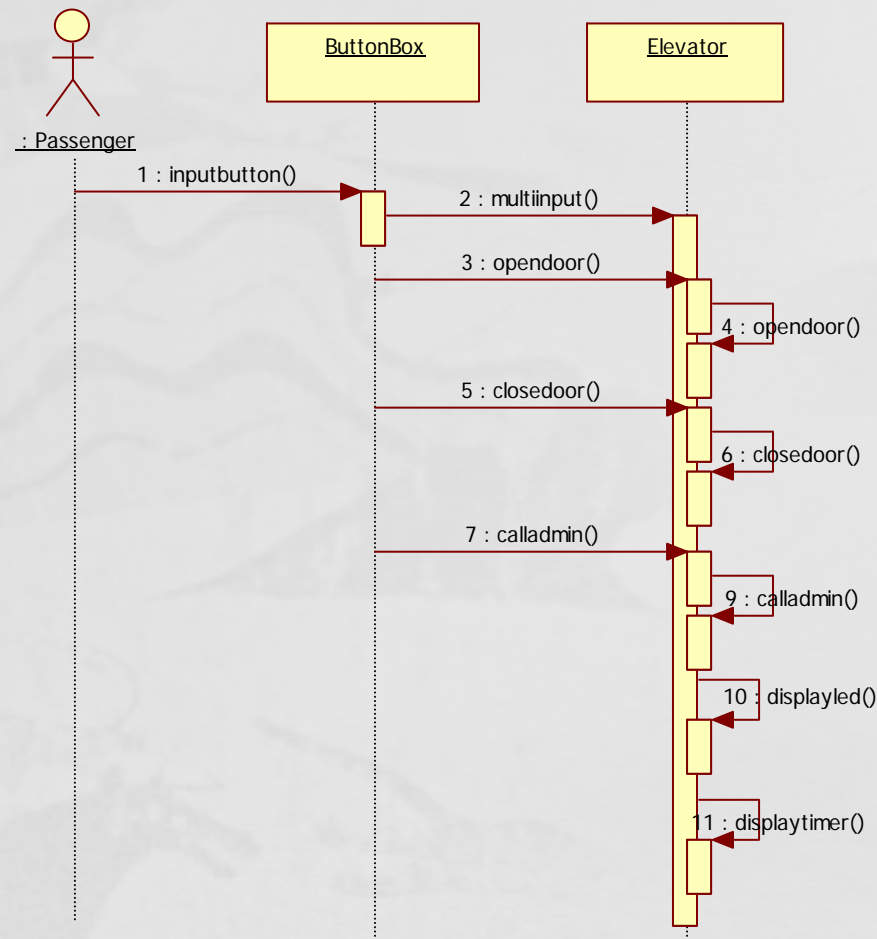 ButtonBox
Elevator
: Passenger
1 : inputbutton()
2 : multiinput()
3 : opendoor()
4 : opendoor()
5 : closedoor()
6 : closedoor()
7 : calladmin()
9 : calladmin()
10 : displayled()
11 : displaytimer()